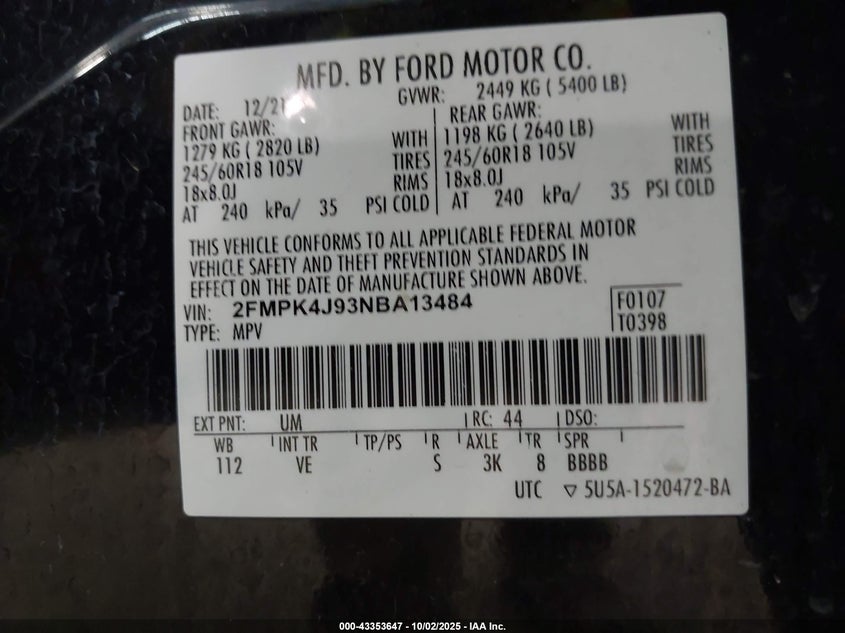 MFD. BY FORD MOTOR CO.
DATE: 12/21 GVWR: 2449 KG ( 5400 LB)
FRONT GAWR: REAR GAWR:
1279 KG ( 2820 LB) WITH 1198 KG ( 2640 LB) WITH
245/60R18 105V TIRES 245/60R18 105V TIRES
18x8.0J RIMS 18x8.0J RIMS
AT 240 kPa/ 35 PSI COLD AT 240 kPa/ 35 PSI COLD
THIS VEHICLE CONFORMS TO ALL APPLICABLE FEDERAL MOTOR
VEHICLE SAFETY AND THEFT PREVENTION STANDARDS IN
EFFECT ON THE DATE OF MANUFACTURE SHOWN ABOVE.
VIN: 2FMPK4J93NBA13484 F0107
TYPE: MPV T0398
EXT PNT: UM RC: 44 DSO:
WB INT TR TP/PS R AXLE TR SPR
112 VE S 3K 8 BBBB
UTC ▽ 5U5A-1520472-BA
000-43353647 - 10/02/2025 - IAA Inc.